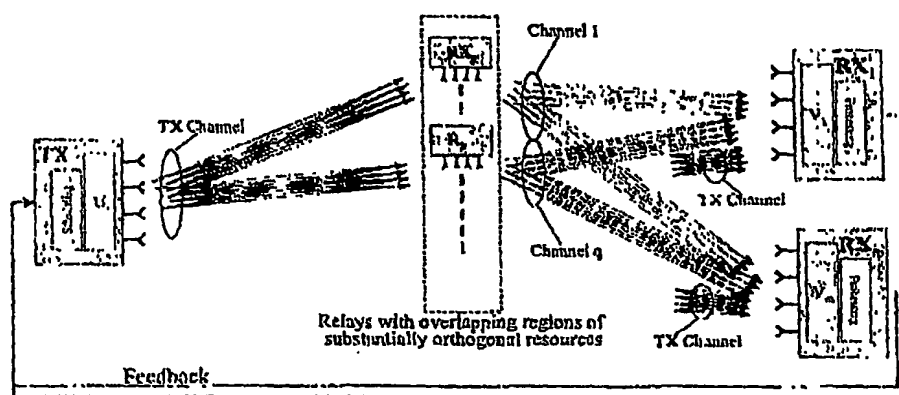 Channel 1
RX
TX Channel
TX
TX Channel
Channel q
RX
Relays with overlapping regions of
substantially orthogonal resources
TX Channel
Feedback